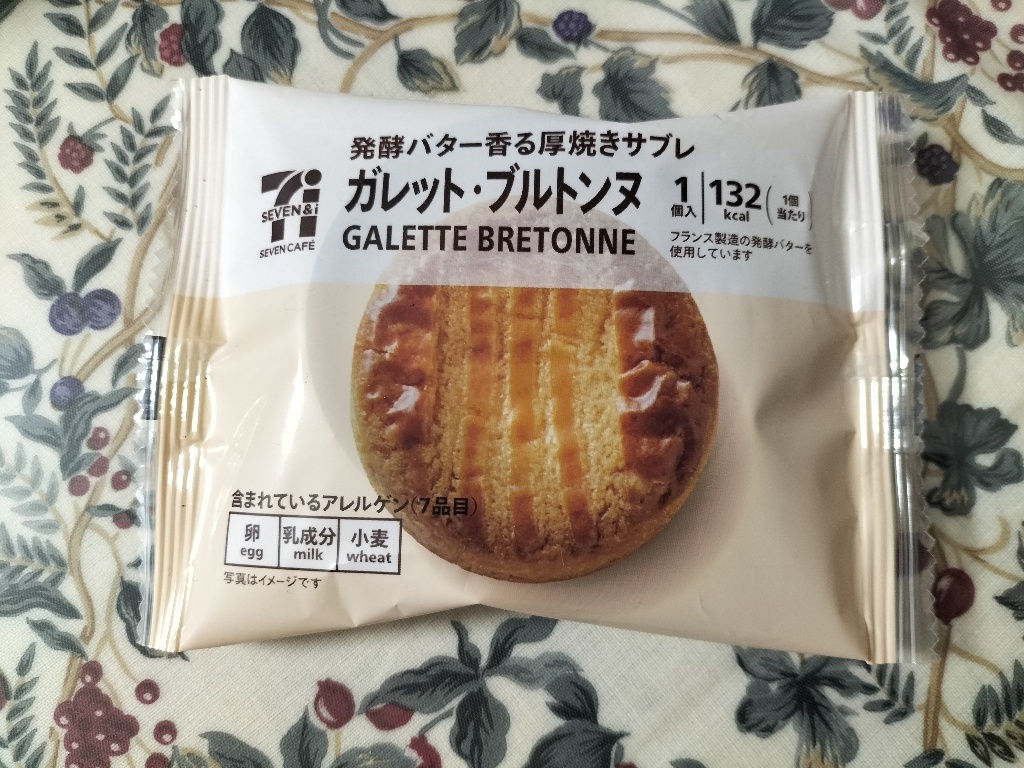 発酵バター香る厚焼きサブレ
ガレット・ブルトンヌ
GALETTE BRETONNE
SEVEN&i
SEVEN CAFÉ
1個入
132kcal(1個当たり)
フランス製造の発酵バターを
使用しています
含まれているアレルゲン(7品目)
卵 乳成分 小麦
egg milk wheat
写真はイメージです